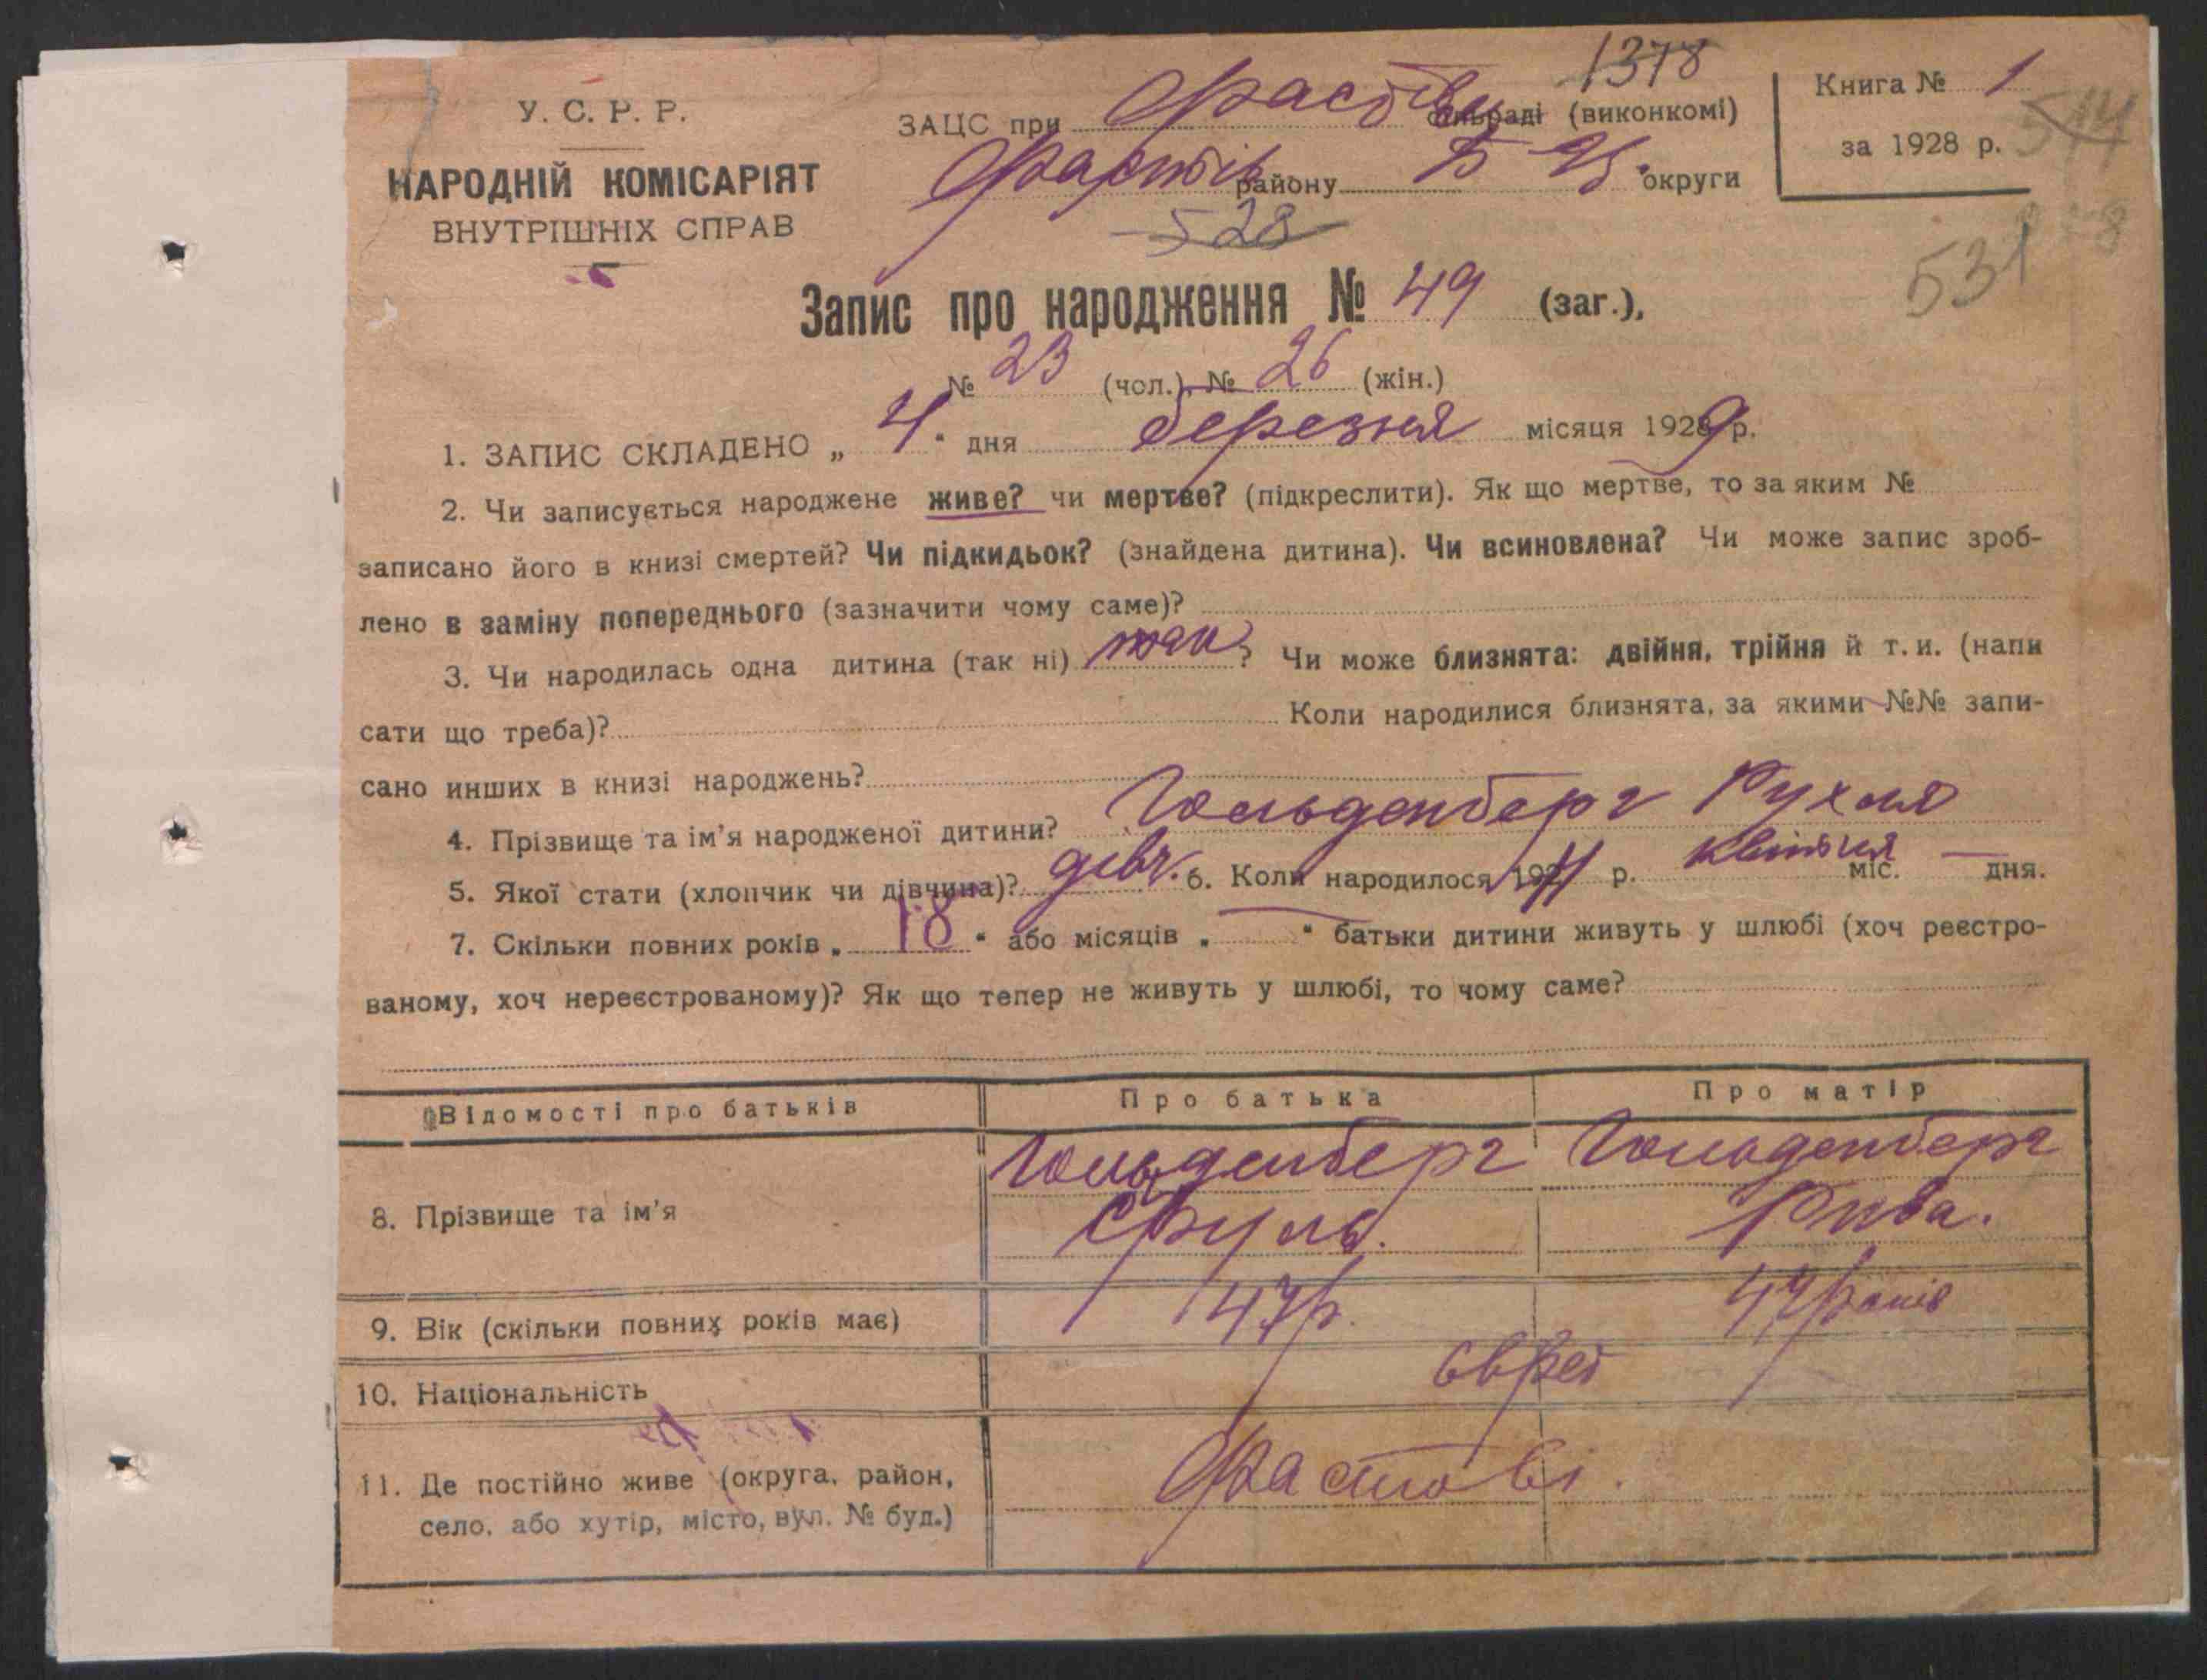 1378
У. С. Р. Р.
ЗАЦС при Фастів сільраді (виконкомі)
Книга № 1
514
НАРОДНІЙ КОМІСАРІЯТ
Фастів району Б Ц округи
за 1928 р.
ВНУТРІШНІХ СПРАВ
528
531
Запис про народження № 49 (заг.),
№ 23 (чол.), № 26 (жін.)
1. ЗАПИС СКЛАДЕНО „ 4 “ дня березня місяця 1929 р.
2. Чи записується народжене живе? чи мертве? (підкреслити). Як що мертве, то за яким №
записано його в книзі смертей? Чи підкидьок? (знайдена дитина). Чи всиновлена? Чи може запис зроб-
лено в заміну попереднього (зазначити чому саме)?
3. Чи народилась одна дитина (так ні) так ? Чи може близнята: двійня, трійня й т. и. (напи
сати що треба)? Коли народилися близнята, за якими №№ запи-
сано инших в книзі народжень?
4. Прізвище та ім’я народженої дитини? Гольденберг Рухля
5. Якої стати (хлопчик чи дівчина)? дівч. 6. Коли народилося 19 р. квітня міс. — дня.
7. Скільки повних років „ 18 “ або місяців „ — “ батьки дитини живуть у шлюбі (хоч реєстро-
ваному, хоч нереєстрованому)? Як що тепер не живуть у шлюбі, то чому саме?
Відомості про батьків Про батька Про матір
8. Прізвище та ім’я Гольденберг Сруль. Гольденберг Рива.
9. Вік (скільки повних років має) 47 р. 47 років
10. Національність єврей
11. Де постійно живе (округа, район,
село, або хутір, місто, вул. № буд.)
Фастові.